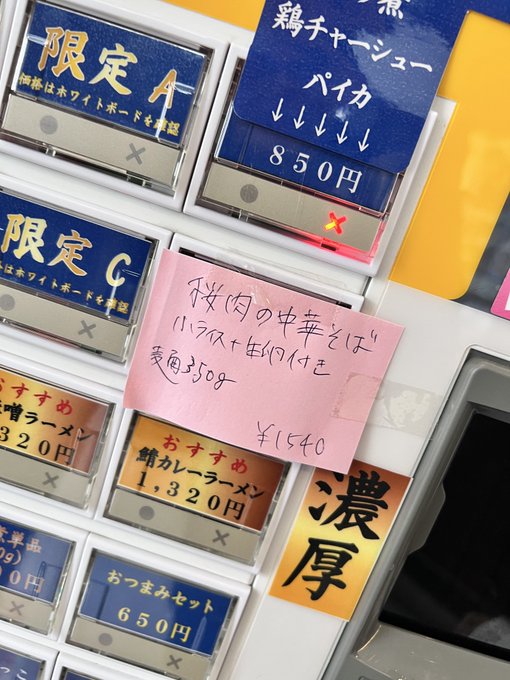 限定A
価格はホワイトボードを確認
煮
鶏チャーシュー
パイカ
↓↓↓↓↓
850円
限定C
はホワイトボードを確認
桜肉の中華そば
小ライス+生卵付き
麺量350g
¥1540
おすすめ
噌ラーメン
320円
おすすめ
鯖カレーラーメン
1,320円
濃厚
単品
おつまみセット
650円